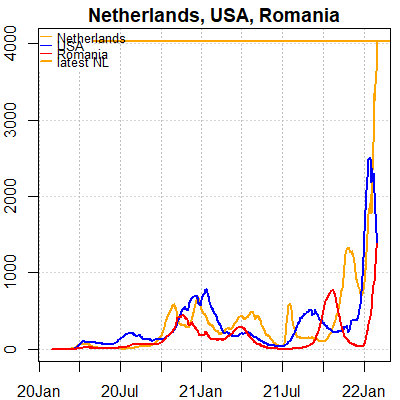 Netherlands, USA, Romania
Netherlands
USA
Romania
latest NL
4000
3000
2000
1000
0
20Jan 20Jul 21Jan 21Jul 22Jan